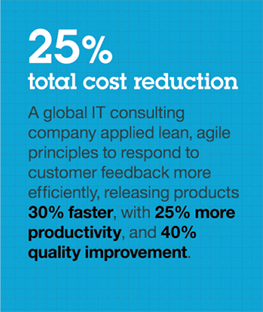 25%
total cost reduction
A global IT consulting
company applied lean, agile
principles to respond to
customer feedback more
efficiently, releasing products
30% faster, with 25% more
productivity, and 40%
quality improvement.